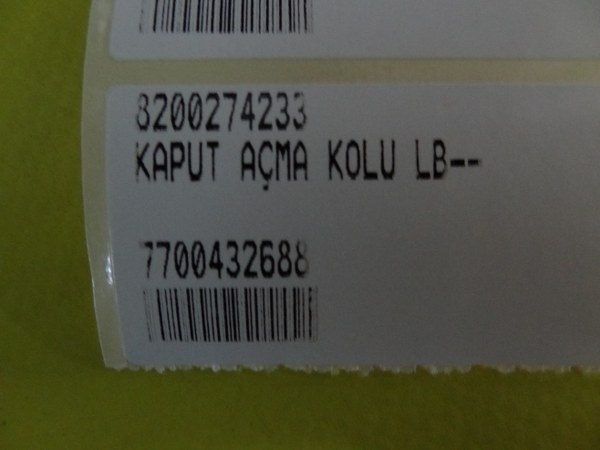 8200274233
KAPUT AÇMA KOLU LB--
7700432688